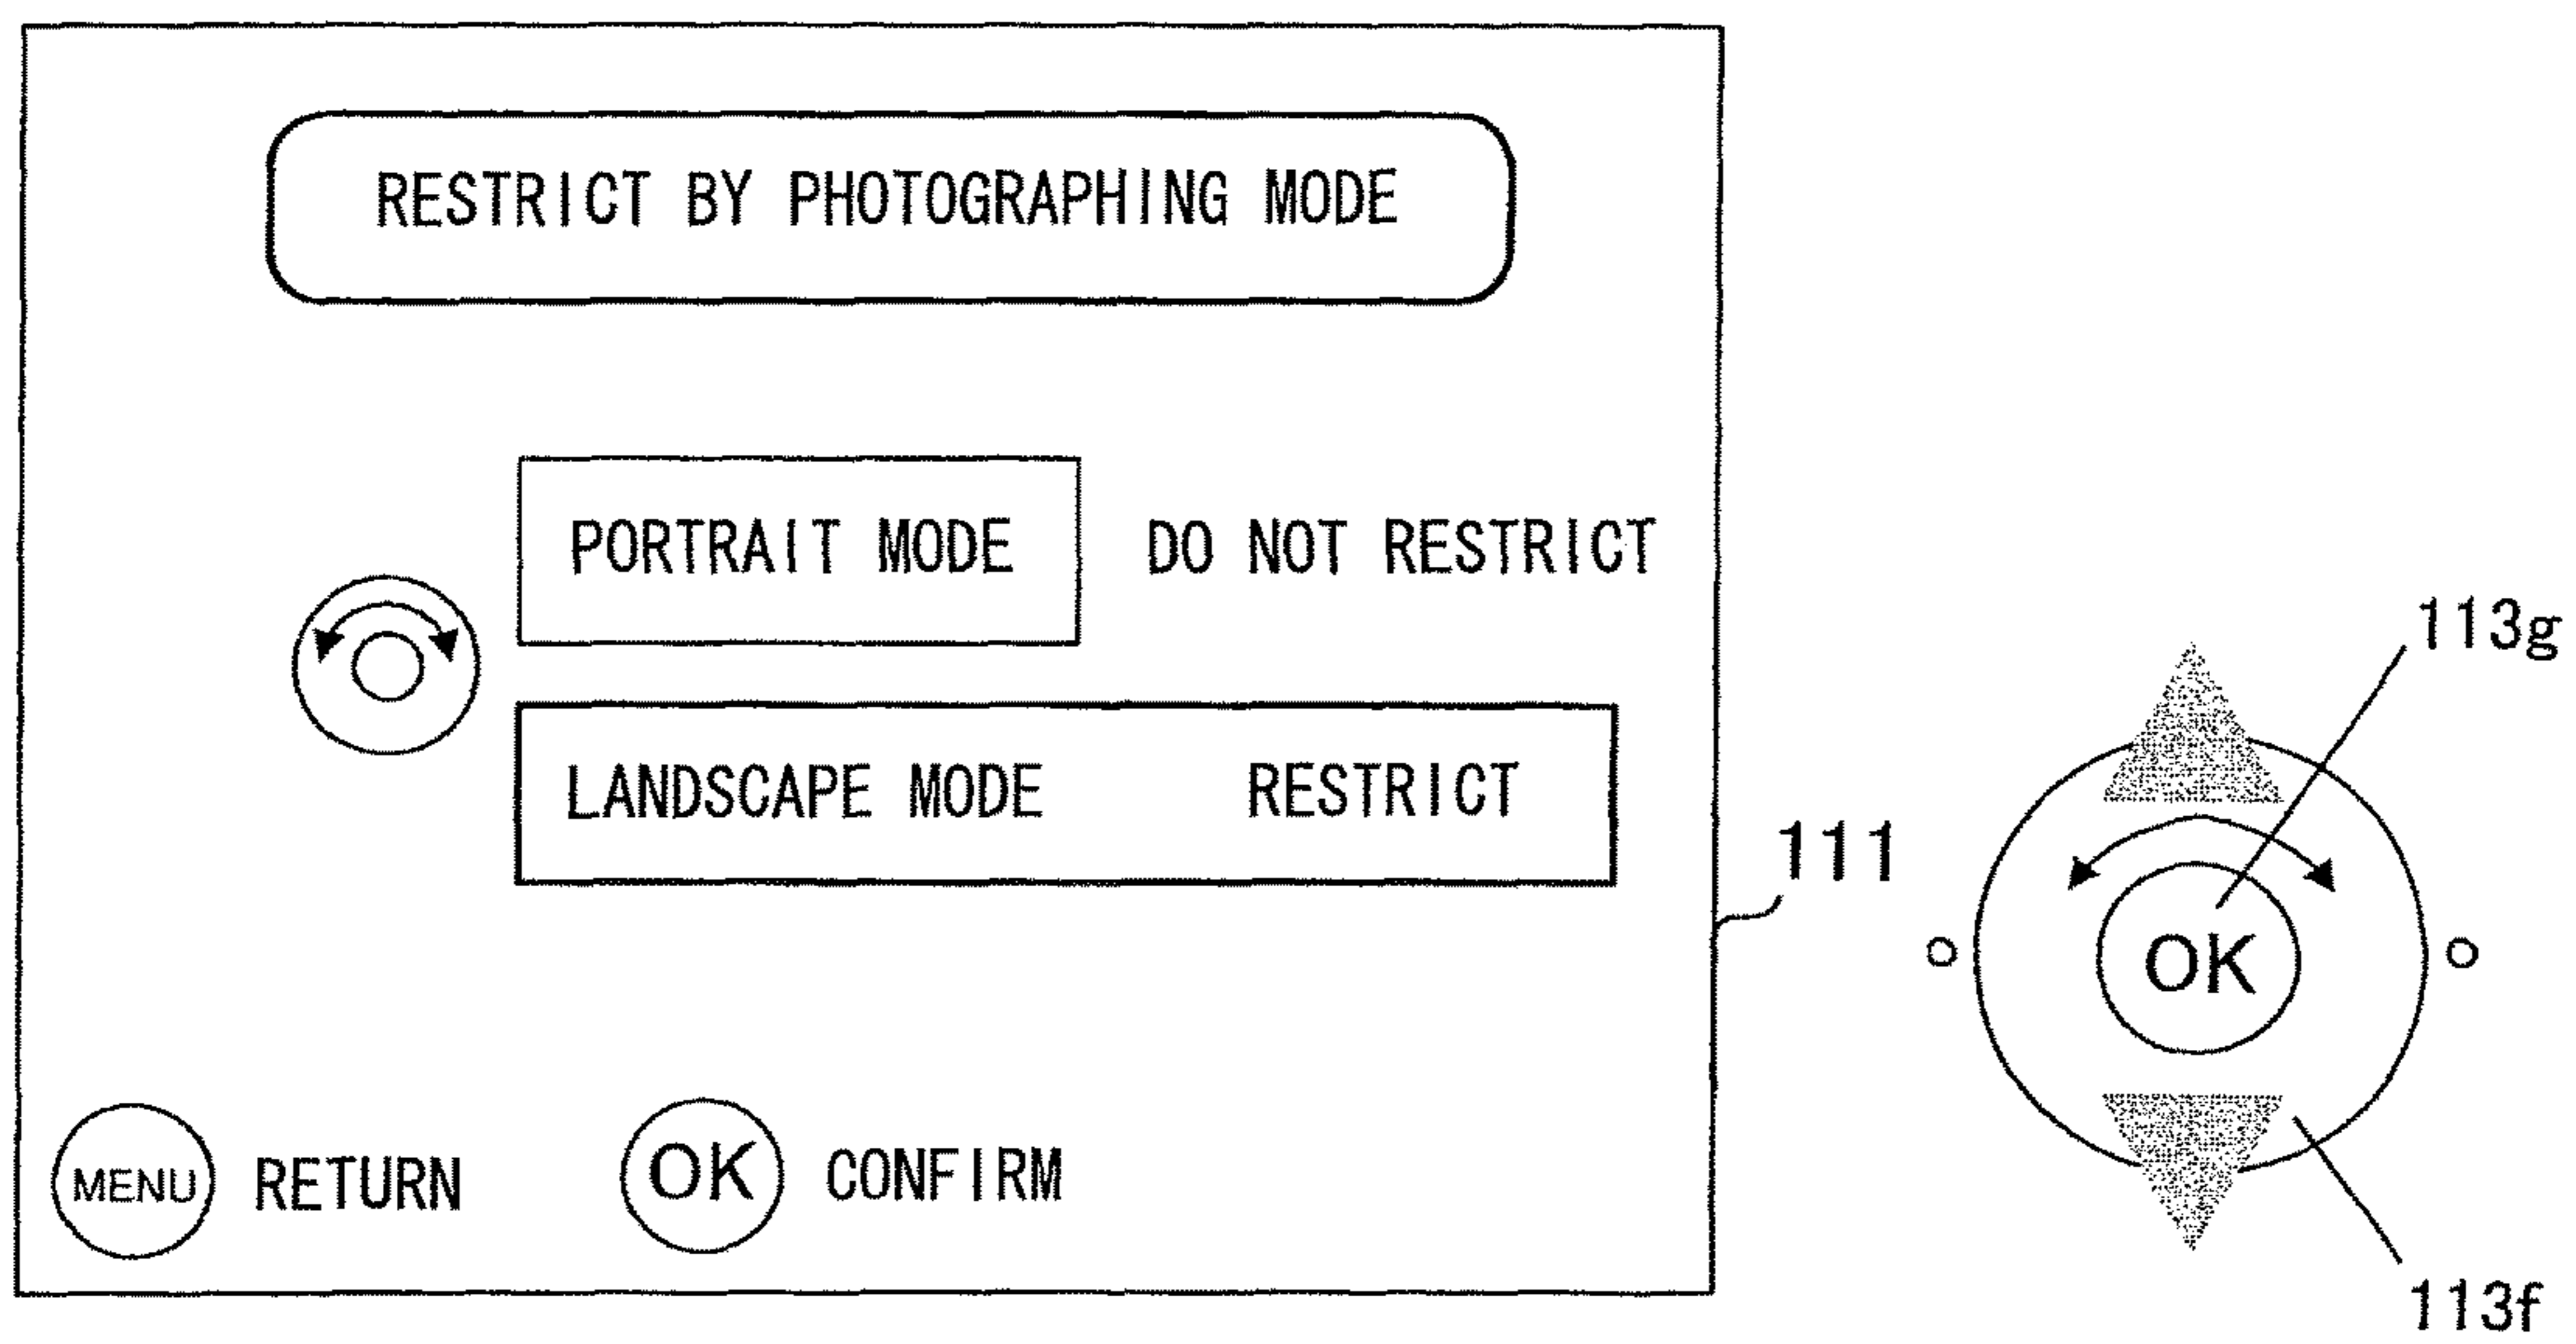 RESTRICT BY PHOTOGRAPHING MODE
PORTRAIT MODE DO NOT RESTRICT
LANDSCAPE MODE RESTRICT
MENU RETURN OK CONFIRM
111
113g
OK
113f